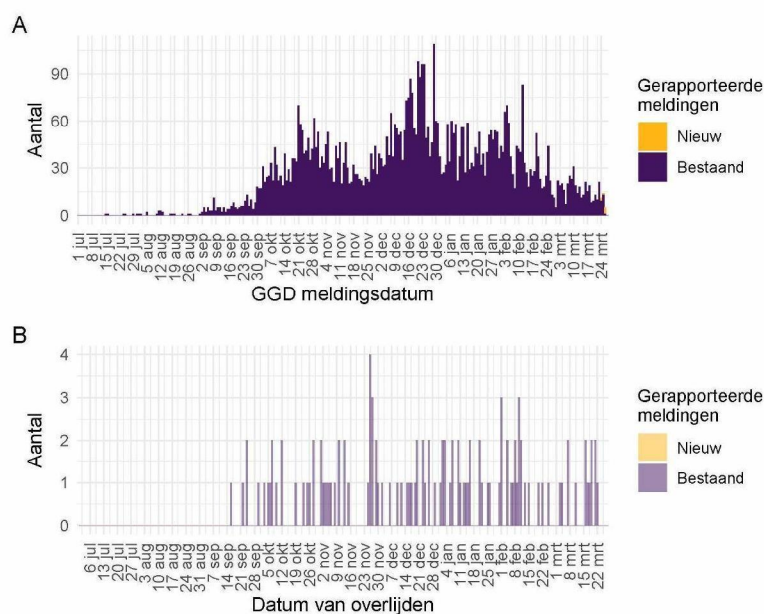 A
Aantal
90
60
30
0
1 jul
8 jul
15 jul
22 jul
29 jul
5 aug
12 aug
19 aug
26 aug
2 sep
9 sep
16 sep
23 sep
30 sep
7 okt
14 okt
21 okt
28 okt
4 nov
11 nov
18 nov
25 nov
2 dec
9 dec
16 dec
23 dec
30 dec
6 jan
13 jan
20 jan
27 jan
3 feb
10 feb
17 feb
24 feb
3 mrt
10 mrt
17 mrt
24 mrt
GGD meldingsdatum
Gerapporteerde
meldingen
Nieuw
Bestaand
B
Aantal
4
3
2
1
0
6 jul
13 jul
20 jul
27 jul
3 aug
10 aug
17 aug
24 aug
31 aug
7 sep
14 sep
21 sep
28 sep
5 okt
12 okt
19 okt
26 okt
2 nov
9 nov
16 nov
23 nov
30 nov
7 dec
14 dec
21 dec
28 dec
4 jan
11 jan
18 jan
25 jan
1 feb
8 feb
15 feb
22 feb
1 mrt
8 mrt
15 mrt
22 mrt
Datum van overlijden
Gerapporteerde
meldingen
Nieuw
Bestaand